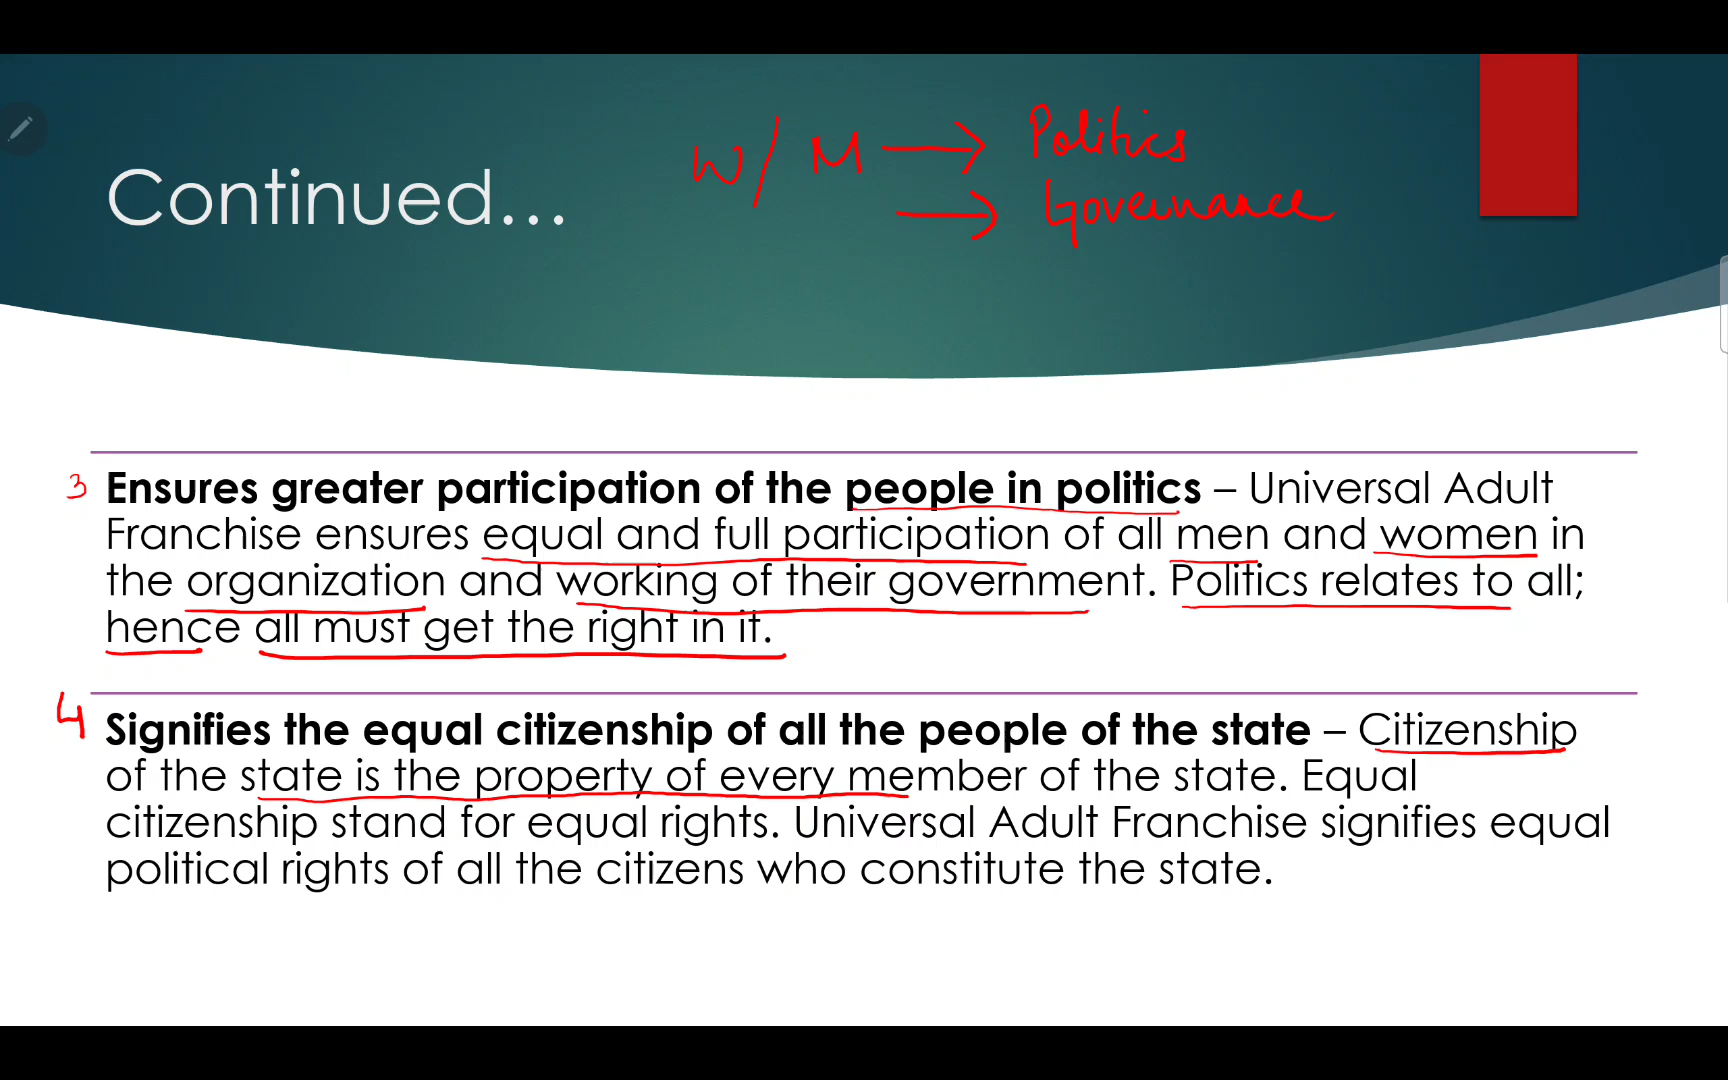 W/ M → Politics
→ Governance
Continued...
3 Ensures greater participation of the people in politics – Universal Adult
Franchise ensures equal and full participation of all men and women in
the organization and working of their government. Politics relates to all;
hence all must get the right in it.
4 Signifies the equal citizenship of all the people of the state – Citizenship
of the state is the property of every member of the state. Equal
citizenship stand for equal rights. Universal Adult Franchise signifies equal
political rights of all the citizens who constitute the state.